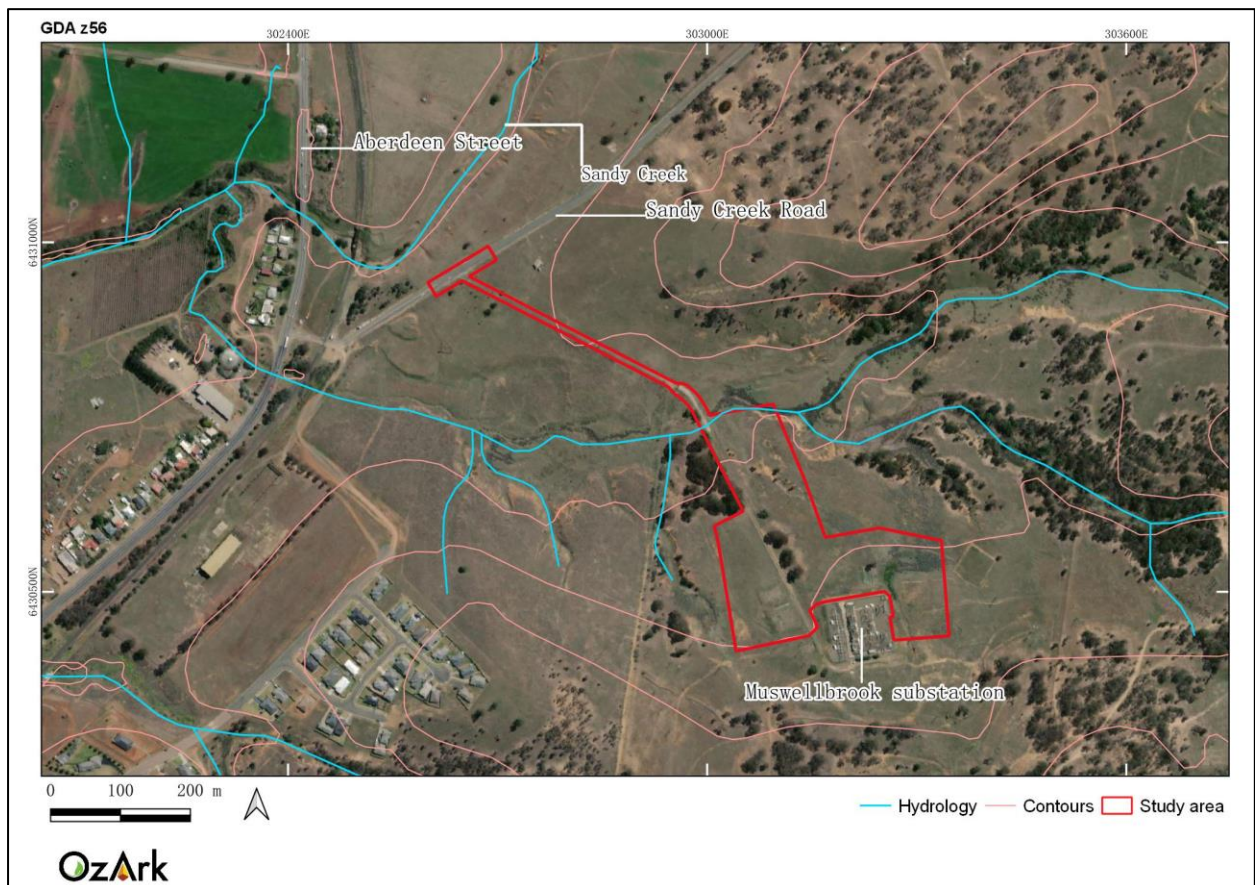 GDA z56
302400E
303000E
303600E
6431000N
6430500N
Aberdeen Street
Sandy Creek
Sandy Creek Road
Muswellbrook substation
0 100 200 m
Hydrology Contours Study area
OzArk